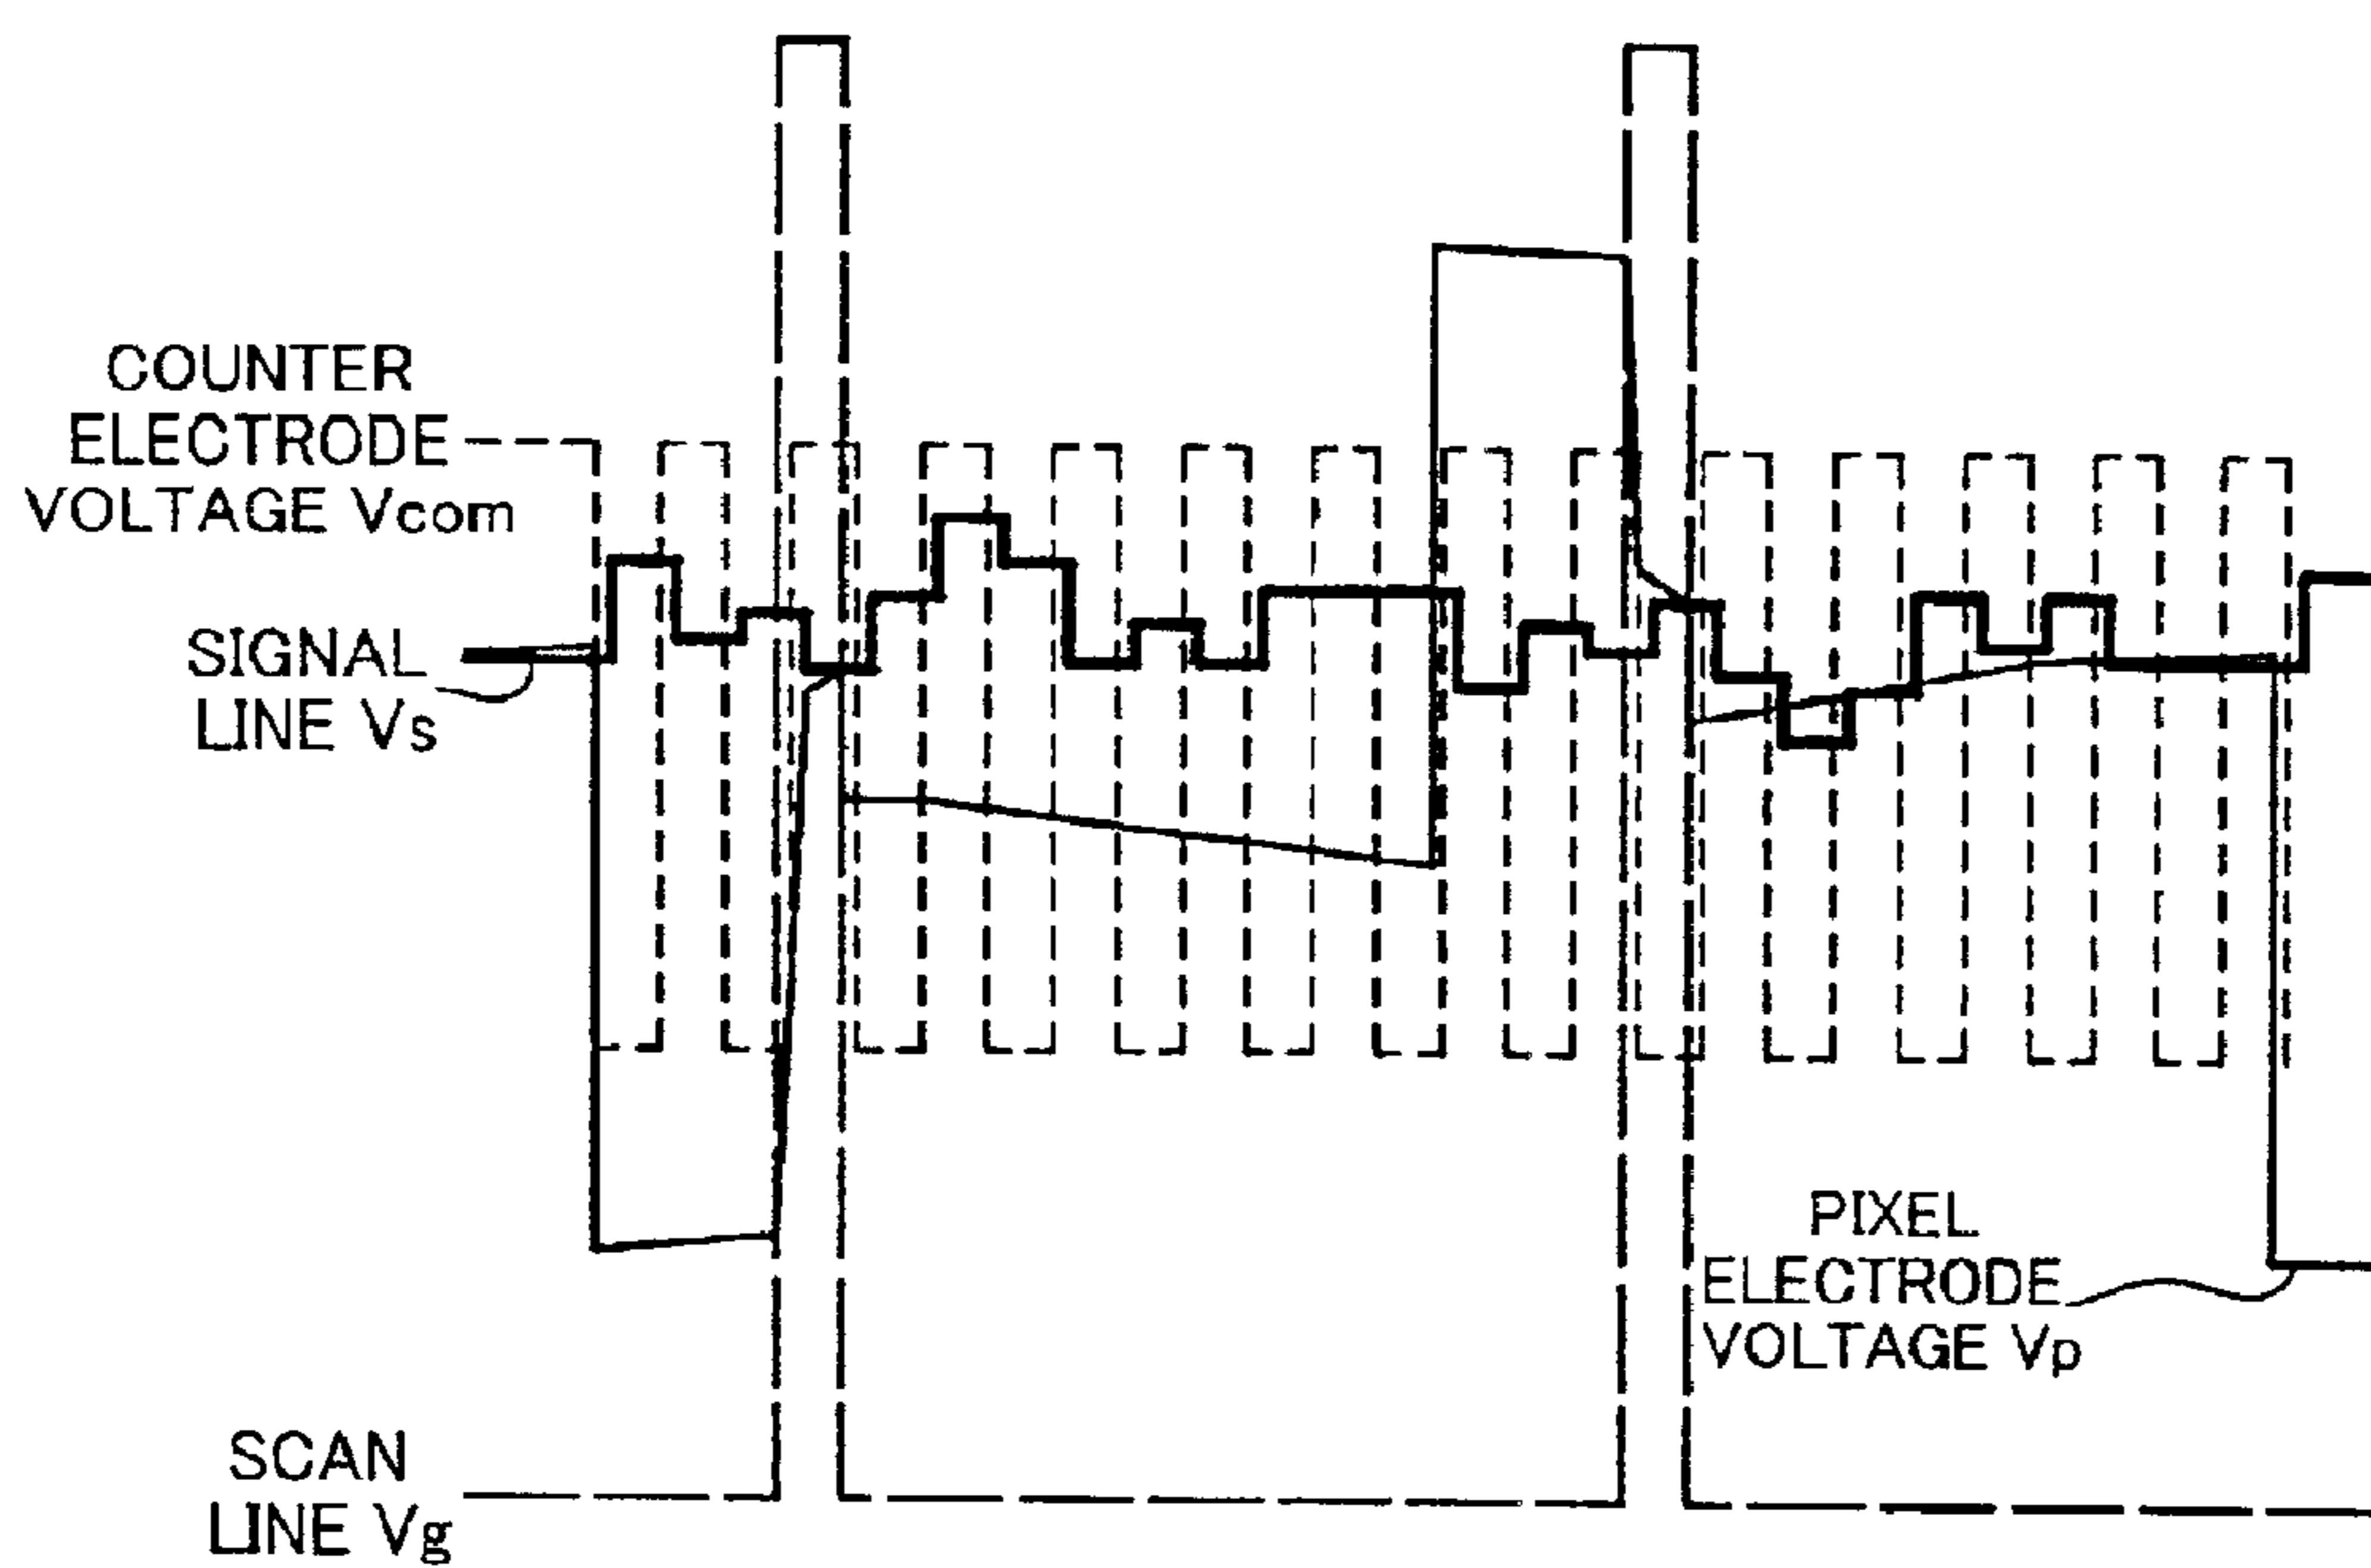 COUNTER
ELECTRODE
VOLTAGE Vcom
SIGNAL
LINE Vs
PIXEL
ELECTRODE
VOLTAGE Vp
SCAN
LINE Vg